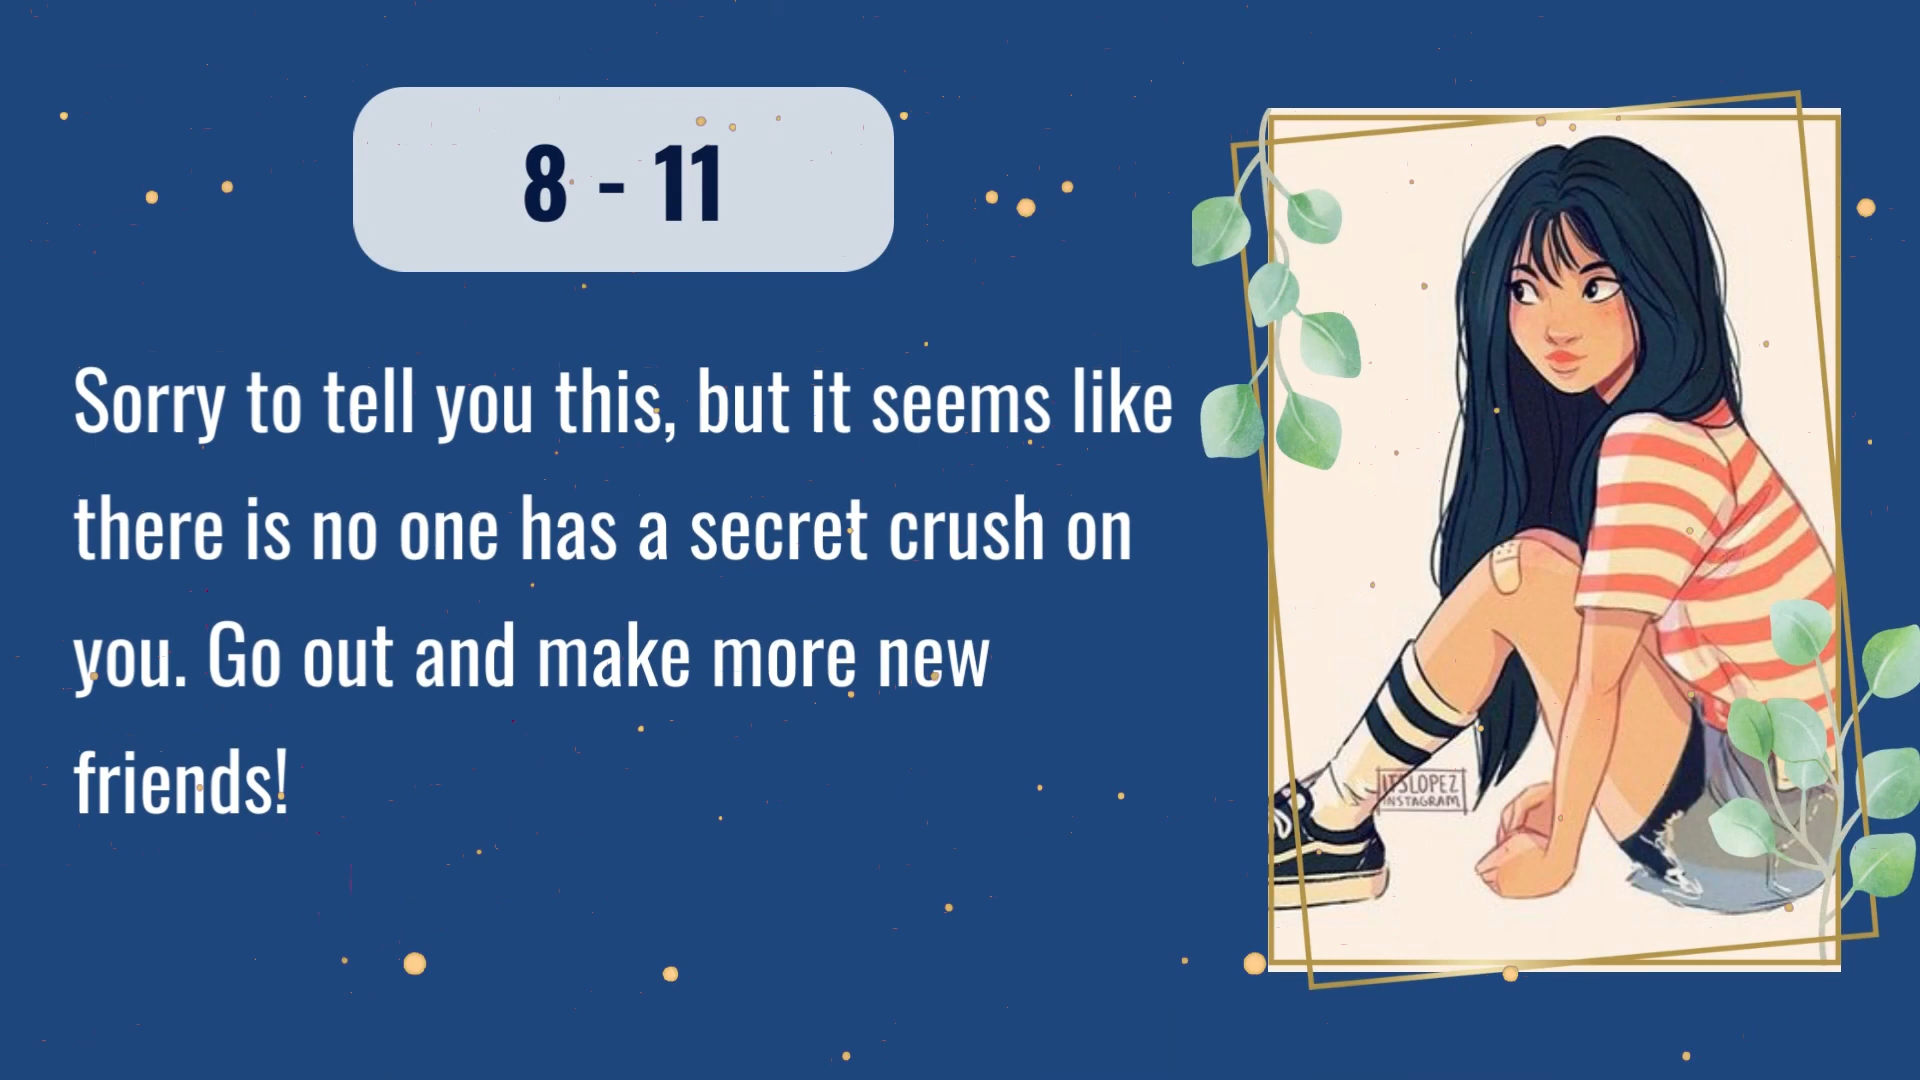 8 - 11
Sorry to tell you this, but it seems like
there is no one has a secret crush on
you. Go out and make more new
friends!
ITSLOPEZ
INSTAGRAM